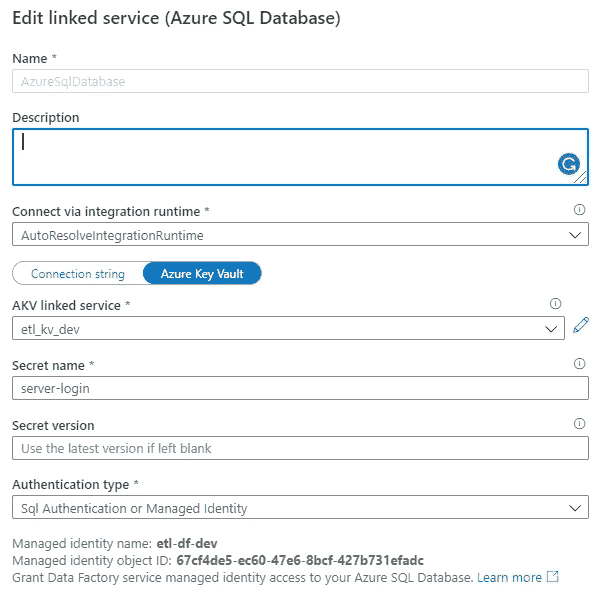 Edit linked service (Azure SQL Database)
Name *
AzureSqlDatabase
Description
Connect via integration runtime *
AutoResolveIntegrationRuntime
Connection string
Azure Key Vault
AKV linked service *
etl_kv_dev
Secret name *
server-login
Secret version
Use the latest version if left blank
Authentication type *
Sql Authentication or Managed Identity
Managed identity name: etl-df-dev
Managed identity object ID: 67cf4de5-ec60-47e6-8bcf-427b731efadc
Grant Data Factory service managed identity access to your Azure SQL Database. Learn more